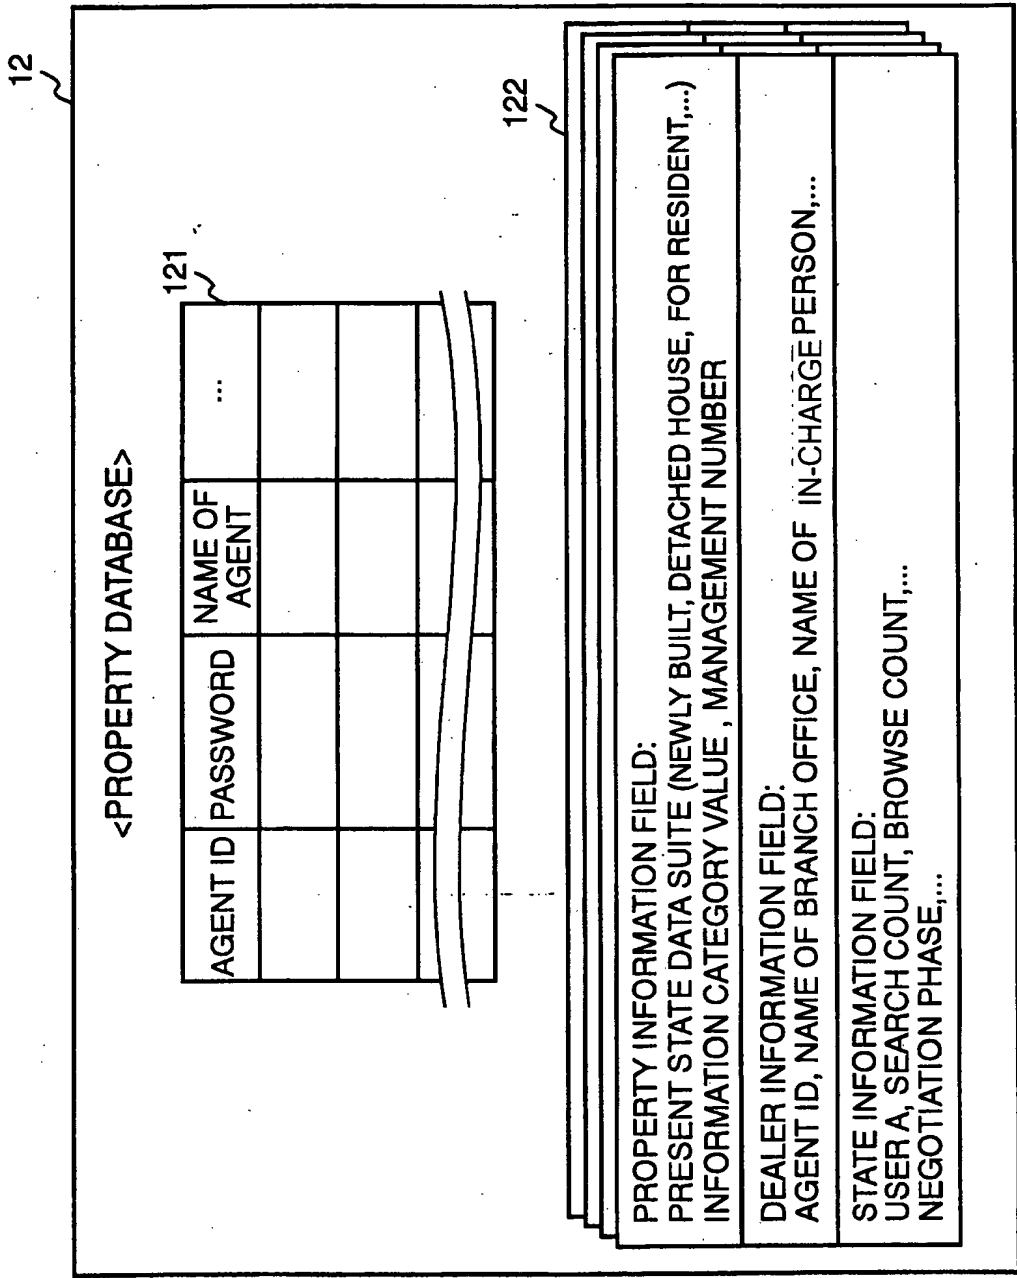 12
<PROPERTY DATABASE>
121
AGENT ID
PASSWORD
NAME OF
AGENT
...
122
PROPERTY INFORMATION FIELD:
PRESENT STATE DATA SUITE (NEWLY BUILT, DETACHED HOUSE, FOR RESIDENT,...)
INFORMATION CATEGORY VALUE , MANAGEMENT NUMBER
DEALER INFORMATION FIELD:
AGENT ID, NAME OF BRANCH OFFICE, NAME OF IN-CHARGE PERSON,...
STATE INFORMATION FIELD:
USER A, SEARCH COUNT, BROWSE COUNT,...
NEGOTIATION PHASE,...